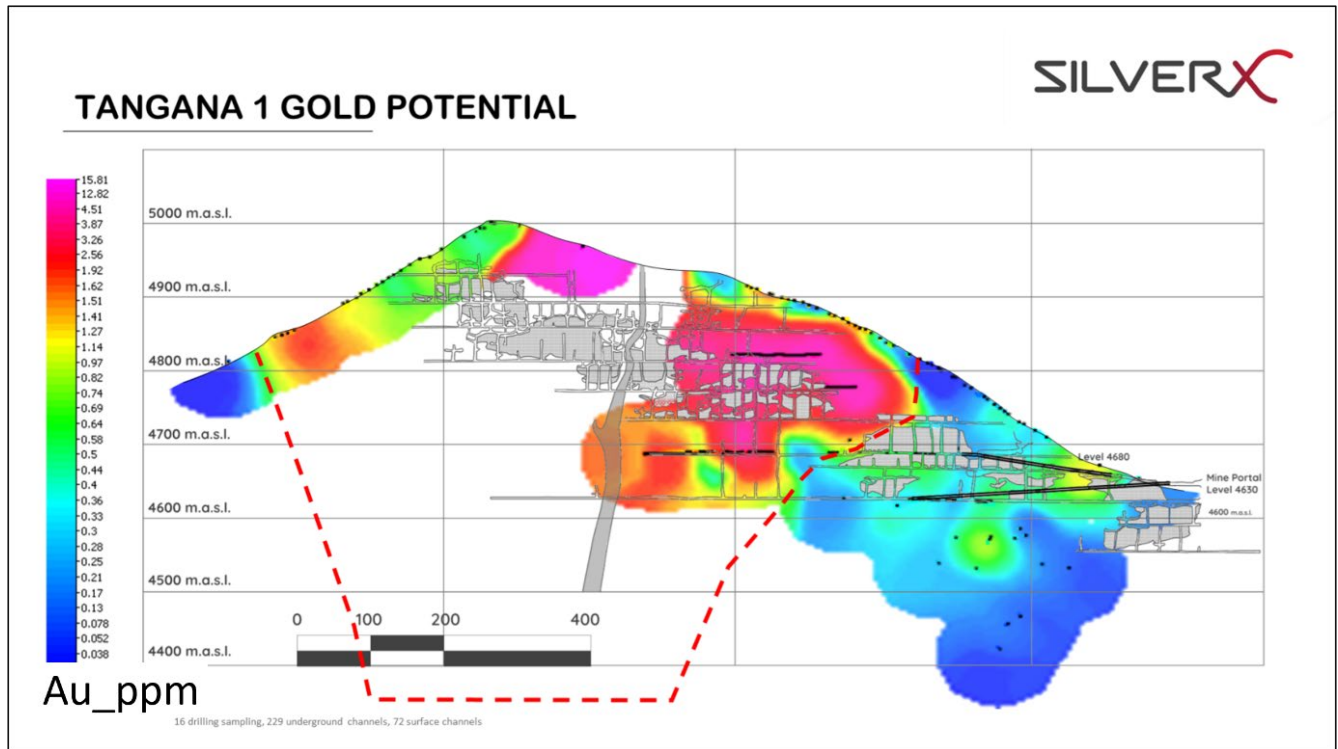 SILVERX
TANGANA 1 GOLD POTENTIAL
15.81
12.82
4.51
3.87
3.26
2.56
1.92
1.62
1.51
1.41
1.27
1.14
0.97
0.82
0.74
0.69
0.64
0.58
0.5
0.44
0.4
0.36
0.33
0.3
0.28
0.25
0.21
0.17
0.13
0.078
0.052
0.038
Au_ppm
5000 m.a.s.l.
4900 m.a.s.l.
4800 m.a.s.l.
4700 m.a.s.l.
4600 m.a.s.l.
4500 m.a.s.l.
4400 m.a.s.l.
Level 4680
Mine Portal
Level 4630
4600 m.a.s.l.
0 100 200 400
16 drilling sampling, 229 underground channels, 72 surface channels